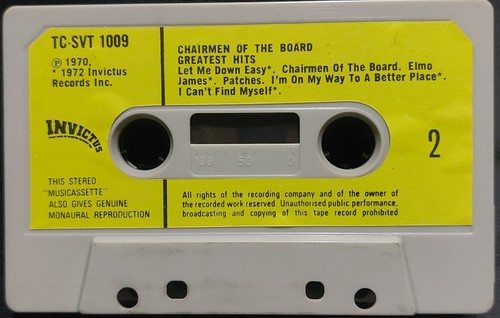 TC-SVT 1009
℗ 1970,
* 1972 Invictus
Records Inc.
CHAIRMEN OF THE BOARD
GREATEST HITS
Let Me Down Easy*. Chairmen Of The Board. Elmo
James*. Patches. I'm On My Way To A Better Place*.
I Can't Find Myself*.
INVICTUS
2
THIS STEREO
"MUSICASSETTE"
ALSO GIVES GENUINE
MONAURAL REPRODUCTION
100 50 0
All rights of the recording company and of the owner of
the recorded work reserved. Unauthorised public performance,
broadcasting and copying of this tape record prohibited